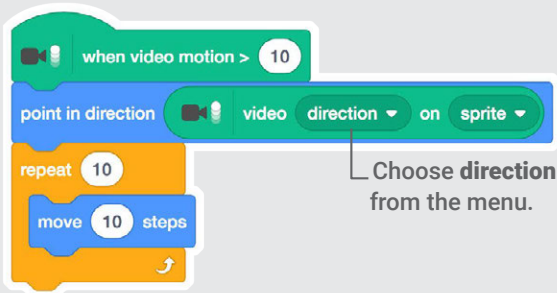 when video motion > 10
point in direction video direction on sprite
repeat 10
Choose direction
from the menu.
move 10 steps